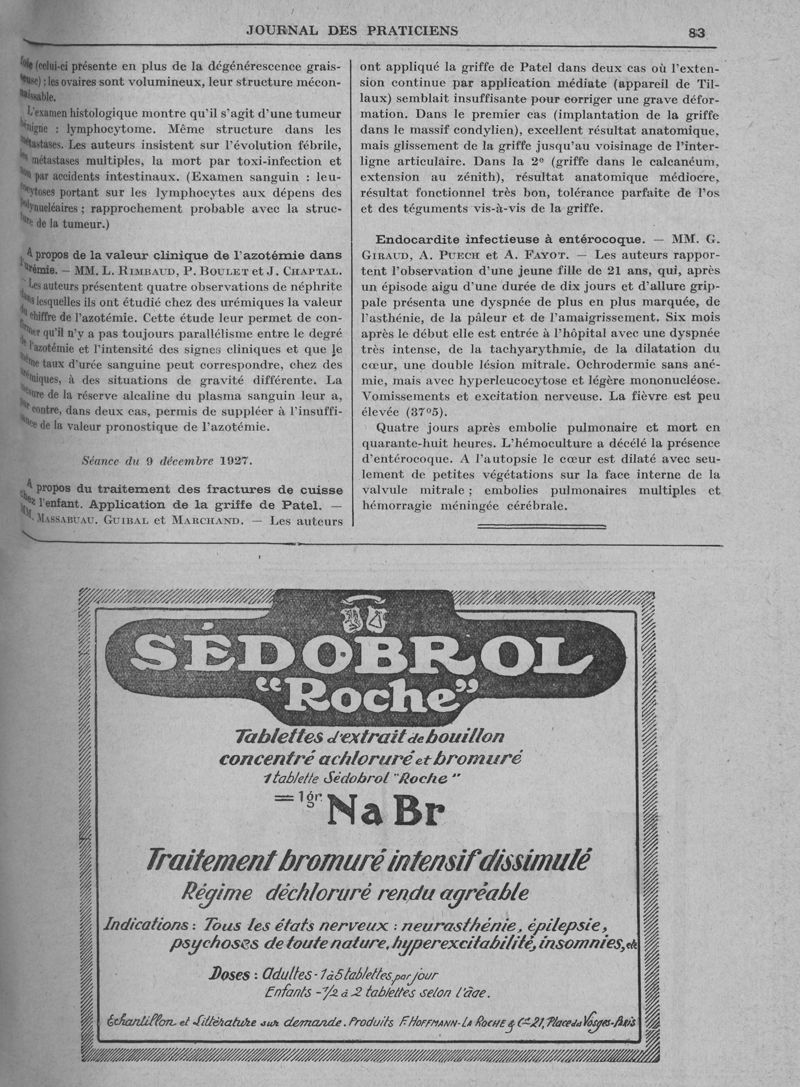 JOURNAL DES PRATICIENS 83
foie (celui-ci présente en plus de la dégénérescence grais-
seuse) ; les ovaires sont volumineux, leur structure mécon-
naissable.
L'examen histologique montre qu'il s'agit d'une tumeur
bénigne : lymphocytome. Même structure dans les
métastases. Les auteurs insistent sur l'évolution fébrile,
les métastases multiples, la mort par toxi-infection et
non par accidents intestinaux. (Examen sanguin : leu-
cocytoses portant sur les lymphocytes aux dépens des
polynucléaires ; rapprochement probable avec la struc-
ture de la tumeur.)
A propos de la valeur clinique de l'azotémie dans
l'urémie. — MM. L. RIMBAUD, P. BOULET et J. CHAPTAL.
— Les auteurs présentent quatre observations de néphrite
dans lesquelles ils ont étudié chez des urémiques la valeur
du chiffre de l'azotémie. Cette étude leur permet de con-
firmer qu'il n'y a pas toujours parallélisme entre le degré
de l'azotémie et l'intensité des signes cliniques et que le
même taux d'urée sanguine peut correspondre, chez des
urémiques, à des situations de gravité différente. La
mesure de la réserve alcaline du plasma sanguin leur a,
par contre, dans deux cas, permis de suppléer à l'insuffi-
sance de la valeur pronostique de l'azotémie.
Séance du 9 décembre 1927.
A propos du traitement des fractures de cuisse
chez l'enfant. Application de la griffe de Patel. —
MM. MASSABUAU. GUIBAL et MARCHAND. — Les auteurs
ont appliqué la griffe de Patel dans deux cas où l'exten-
sion continue par application médiate (appareil de Til-
laux) semblait insuffisante pour corriger une grave défor-
mation. Dans le premier cas (implantation de la griffe
dans le massif condylien), excellent résultat anatomique,
mais glissement de la griffe jusqu'au voisinage de l'inter-
ligne articulaire. Dans la 2e (griffe dans le calcanéum,
extension au zénith), résultat anatomique médiocre,
résultat fonctionnel très bon, tolérance parfaite de l'os
et des téguments vis-à-vis de la griffe.
Endocardite infectieuse à entérocoque. — MM. G.
GIRAUD, A. PUECH et A. FAYOT. — Les auteurs rappor-
tent l'observation d'une jeune fille de 21 ans, qui, après
un épisode aigu d'une durée de dix jours et d'allure grip-
pale présenta une dyspnée de plus en plus marquée, de
l'asthénie, de la pâleur et de l'amaigrissement. Six mois
après le début elle est entrée à l'hôpital avec une dyspnée
très intense, de la tachyarythmie, de la dilatation du
cœur, une double lésion mitrale. Ochrodermie sans ané-
mie, mais avec hyperleucocytose et légère mononucléose.
Vomissements et excitation nerveuse. La fièvre est peu
élevée (37°5).
Quatre jours après embolie pulmonaire et mort en
quarante-huit heures. L'hémoculture a décélé la présence
d'entérocoque. A l'autopsie le cœur est dilaté avec seu-
lement de petites végétations sur la face interne de la
valvule mitrale ; embolies pulmonaires multiples et
hémorragie méningée cérébrale.
SÉDOBROL
"Roche"
Tablettes d'extrait de bouillon
concentré achloruré et bromuré
1 tablette Sédobrol "Roche"
= 1gr. Na Br
Traitement bromuré intensif dissimulé
Régime déchloruré rendu agréable
Indications : Tous les états nerveux : neurasthénie, épilepsie,
psychoses de toute nature, hyperexcitabilité, insomnies, etc
Doses : Adultes - 1 à 5 tablettes par jour
Enfants - 1/2 à 2 tablettes selon l'âge.
Echantillon et Littérature sur demande. Produits F. HOFFMANN-LA ROCHE & Cie 21, Place des Vosges-Paris